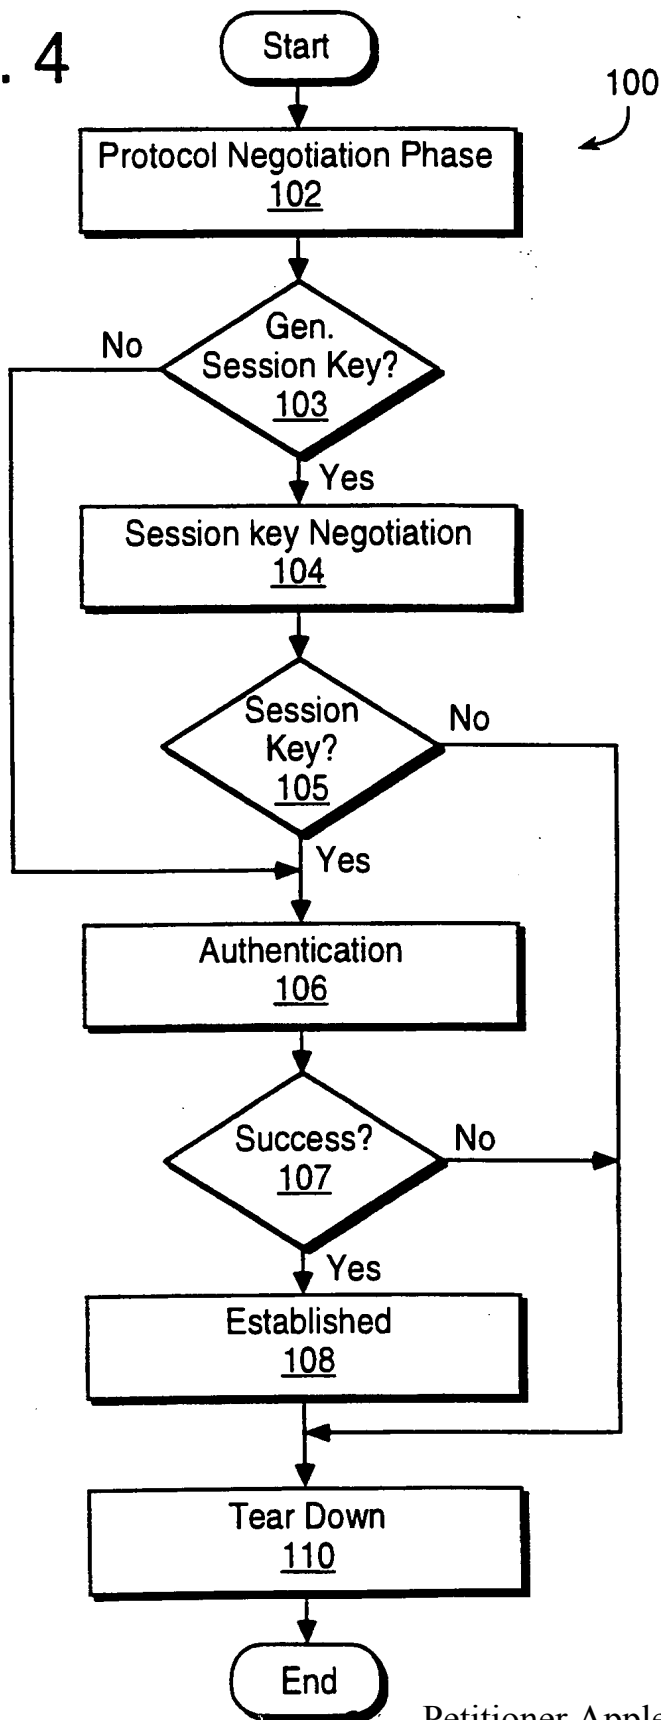 . 4
Start
100
Protocol Negotiation Phase
102
Gen.
Session Key?
103
No
Yes
Session key Negotiation
104
Session
Key?
105
No
Yes
Authentication
106
Success?
107
No
Yes
Established
108
Tear Down
110
End
Petitioner Apple